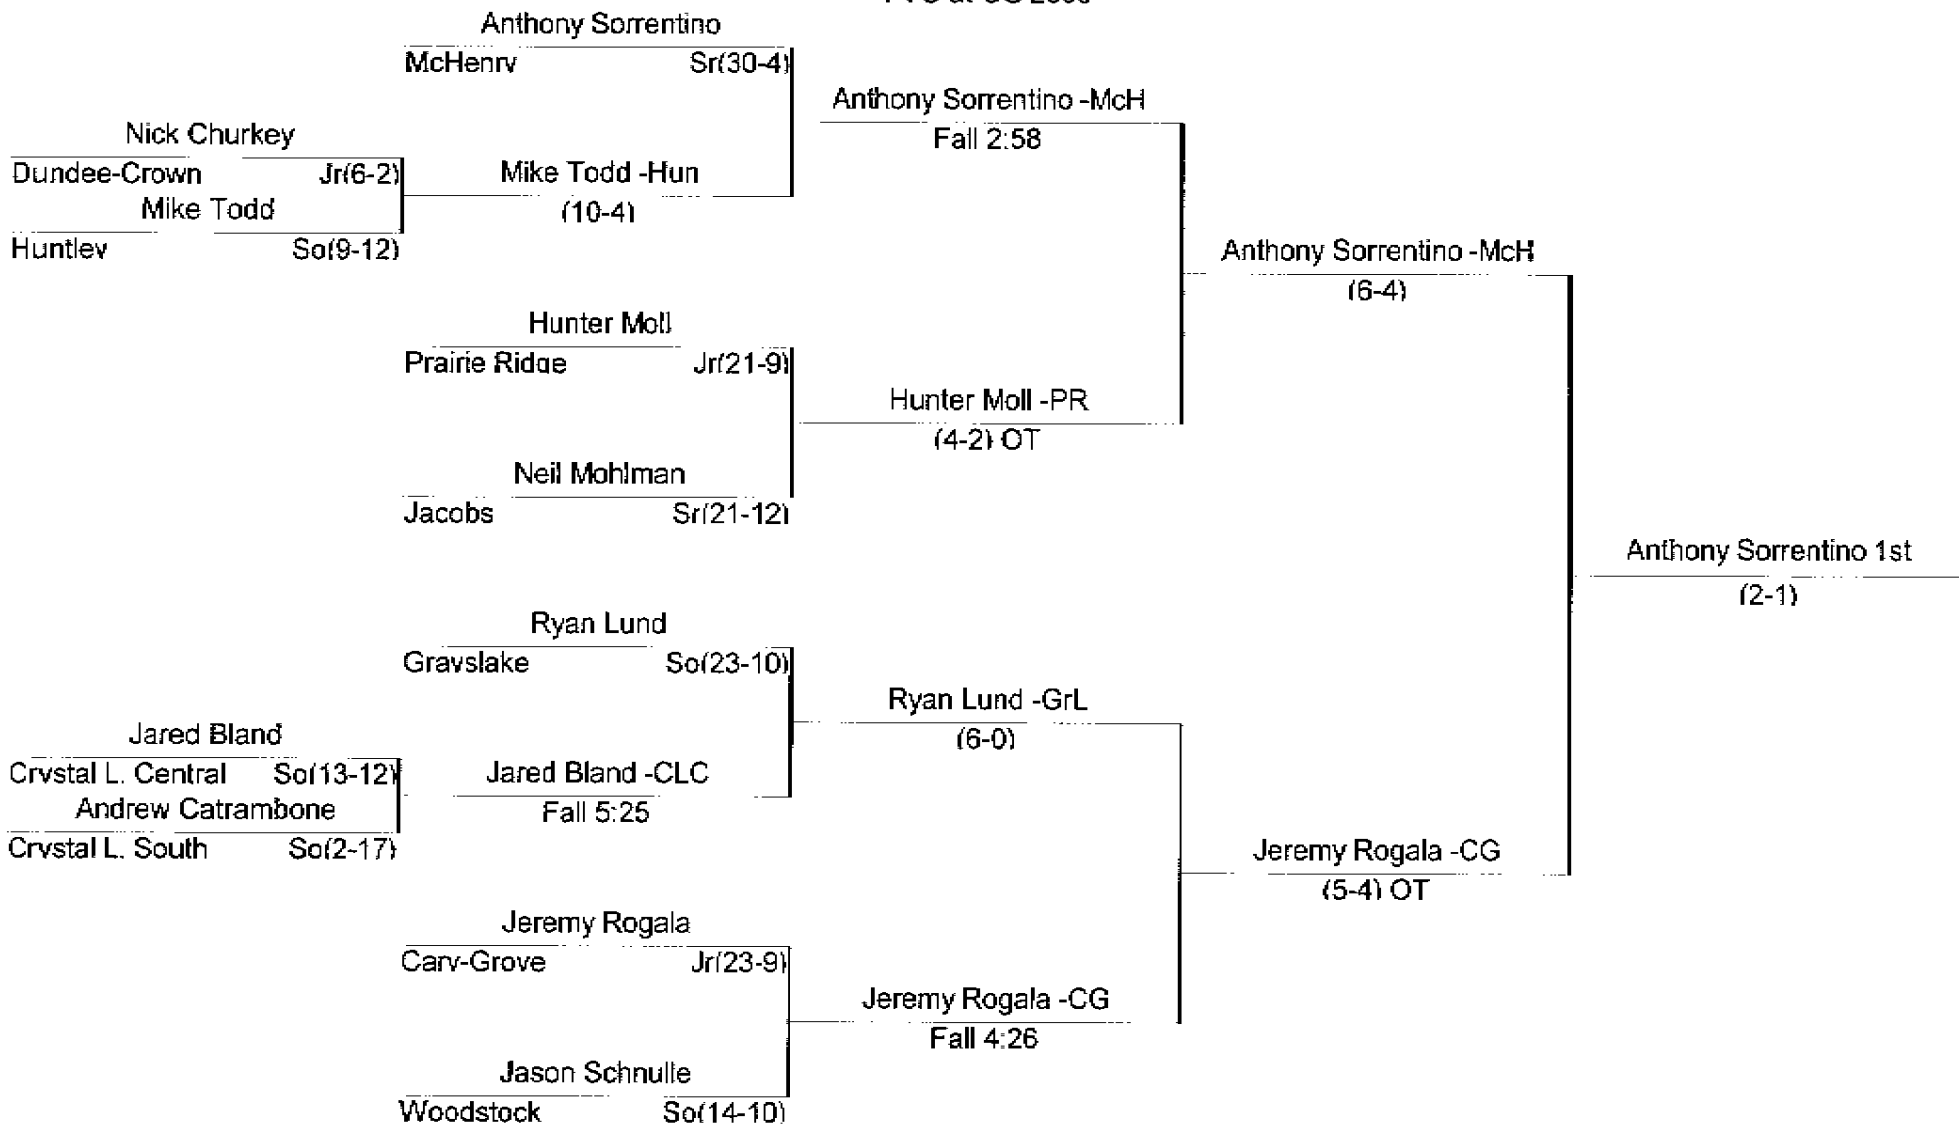 Anthony Sorrentino
McHenry Sr(30-4)
Anthony Sorrentino -McH
Fall 2:58
Nick Churkey
Dundee-Crown Jr(6-2)
Mike Todd -Hun
(10-4)
Mike Todd
Huntley So(9-12)
Anthony Sorrentino -McH
(6-4)
Hunter Moll
Prairie Ridge Jr(21-9)
Hunter Moll -PR
(4-2) OT
Neil Mohlman
Jacobs Sr(21-12)
Anthony Sorrentino 1st
(2-1)
Ryan Lund
Grayslake So(23-10)
Ryan Lund -GrL
(6-0)
Jared Bland
Crystal L. Central So(13-12)
Jared Bland -CLC
Fall 5:25
Andrew Catrambone
Crystal L. South So(2-17)
Jeremy Rogala -CG
(5-4) OT
Jeremy Rogala
Cary-Grove Jr(23-9)
Jeremy Rogala -CG
Fall 4:26
Jason Schnulle
Woodstock So(14-10)